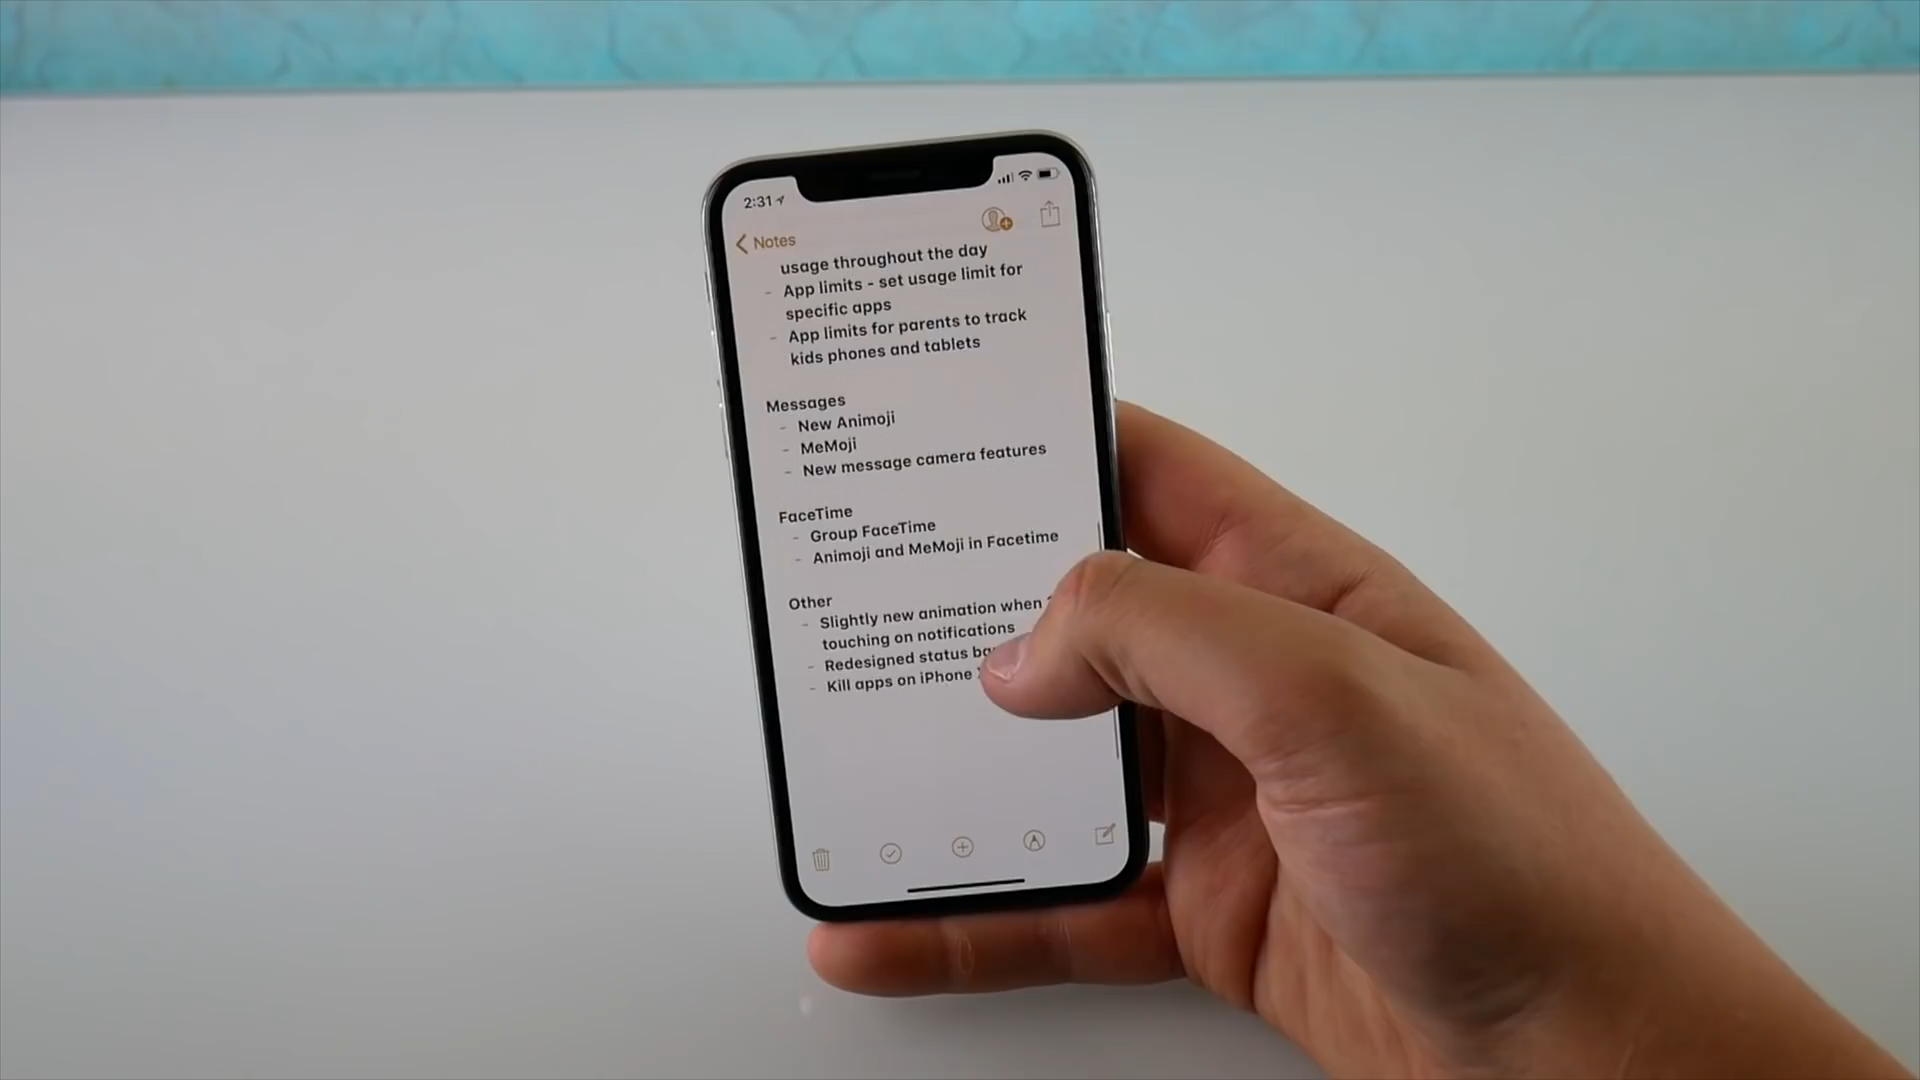 2:31
Notes
usage throughout the day
- App limits - set usage limit for
specific apps
- App limits for parents to track
kids phones and tablets
Messages
- New Animoji
- MeMoji
- New message camera features
FaceTime
- Group FaceTime
- Animoji and MeMoji in Facetime
Other
- Slightly new animation when
touching on notifications
- Redesigned status
- Kill apps on iPhone